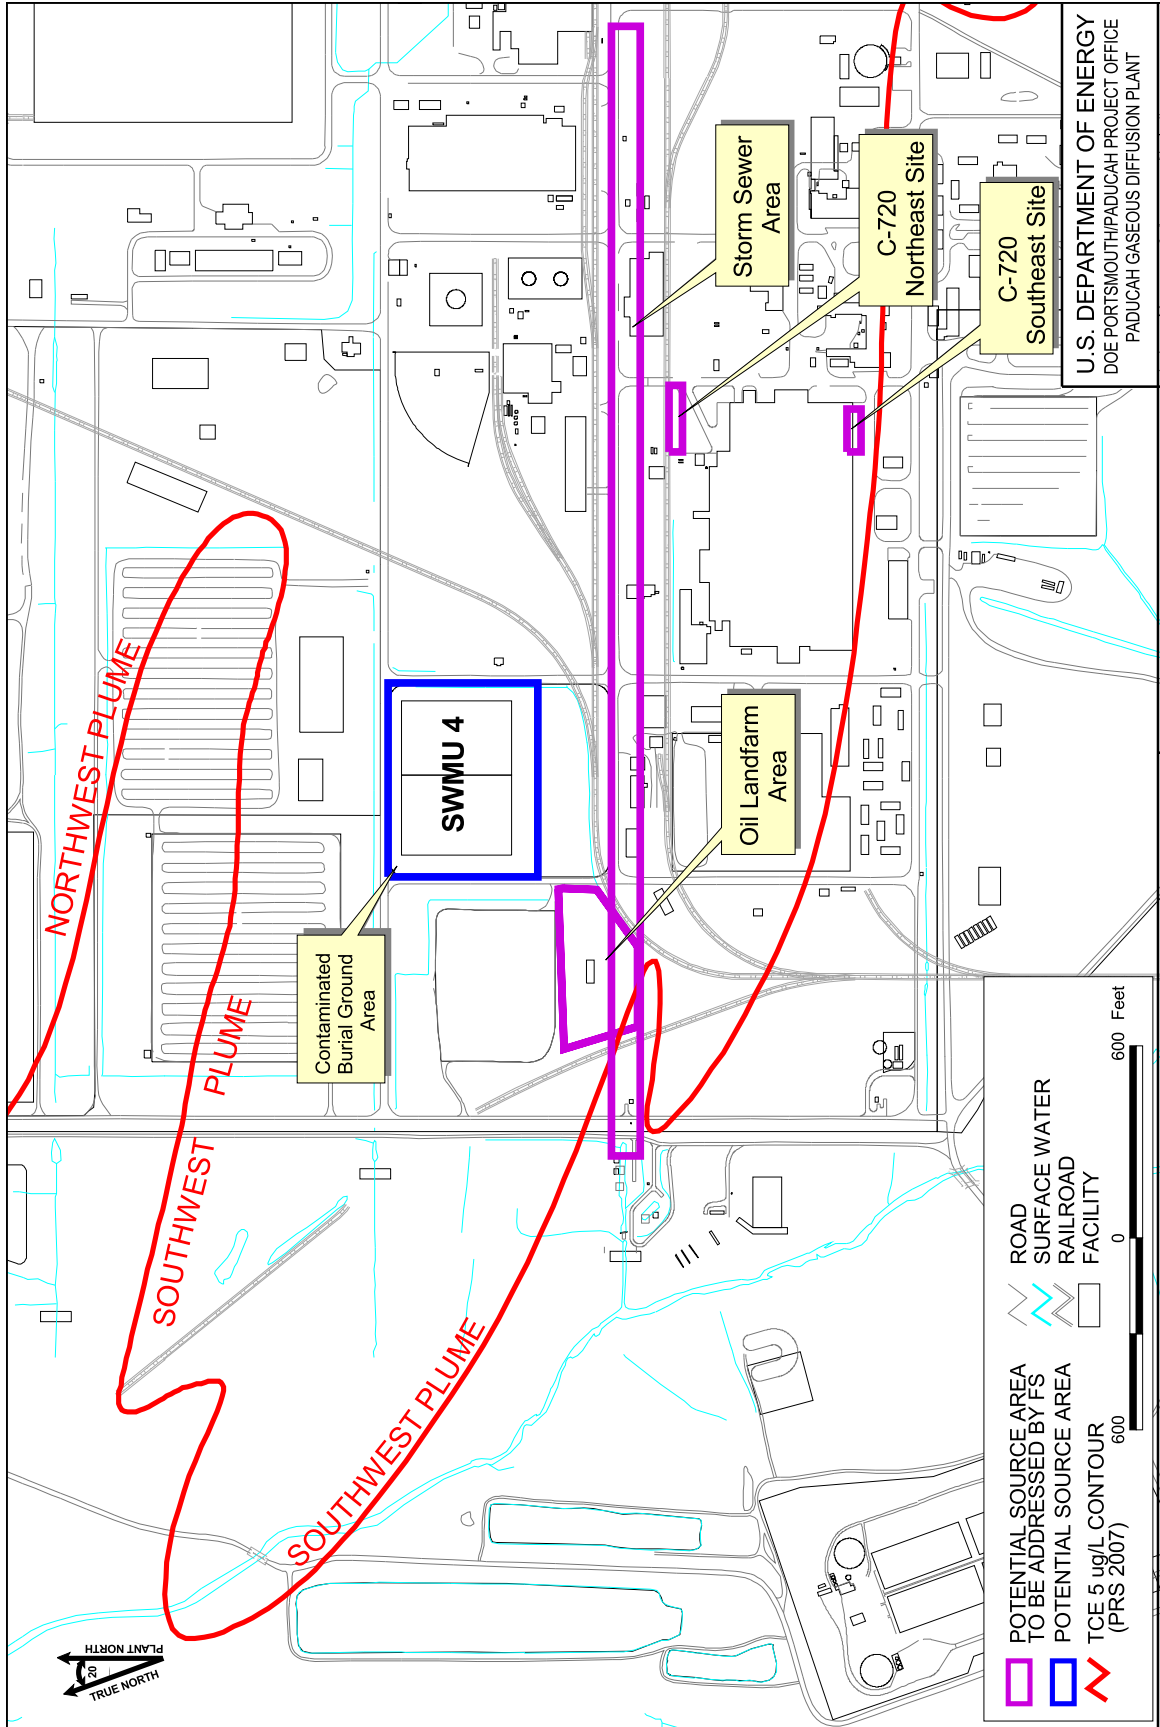 NORTHWEST PLUME
SOUTHWEST
PLUME
SOUTHWEST PLUME
SWMU 4
Contaminated
Burial Ground
Area
Storm Sewer
Area
C-720
Northeast Site
C-720
Southeast Site
Oil Landfarm
Area
PLANT NORTH
20
TRUE NORTH
POTENTIAL SOURCE AREA
TO BE ADDRESSED BY FS
POTENTIAL SOURCE AREA
TCE 5 ug/L CONTOUR
(PRS 2007)
ROAD
SURFACE WATER
RAILROAD
FACILITY
600 0 600 Feet
U.S. DEPARTMENT OF ENERGY
DOE PORTSMOUTH/PADUCAH PROJECT OFFICE
PADUCAH GASEOUS DIFFUSION PLANT